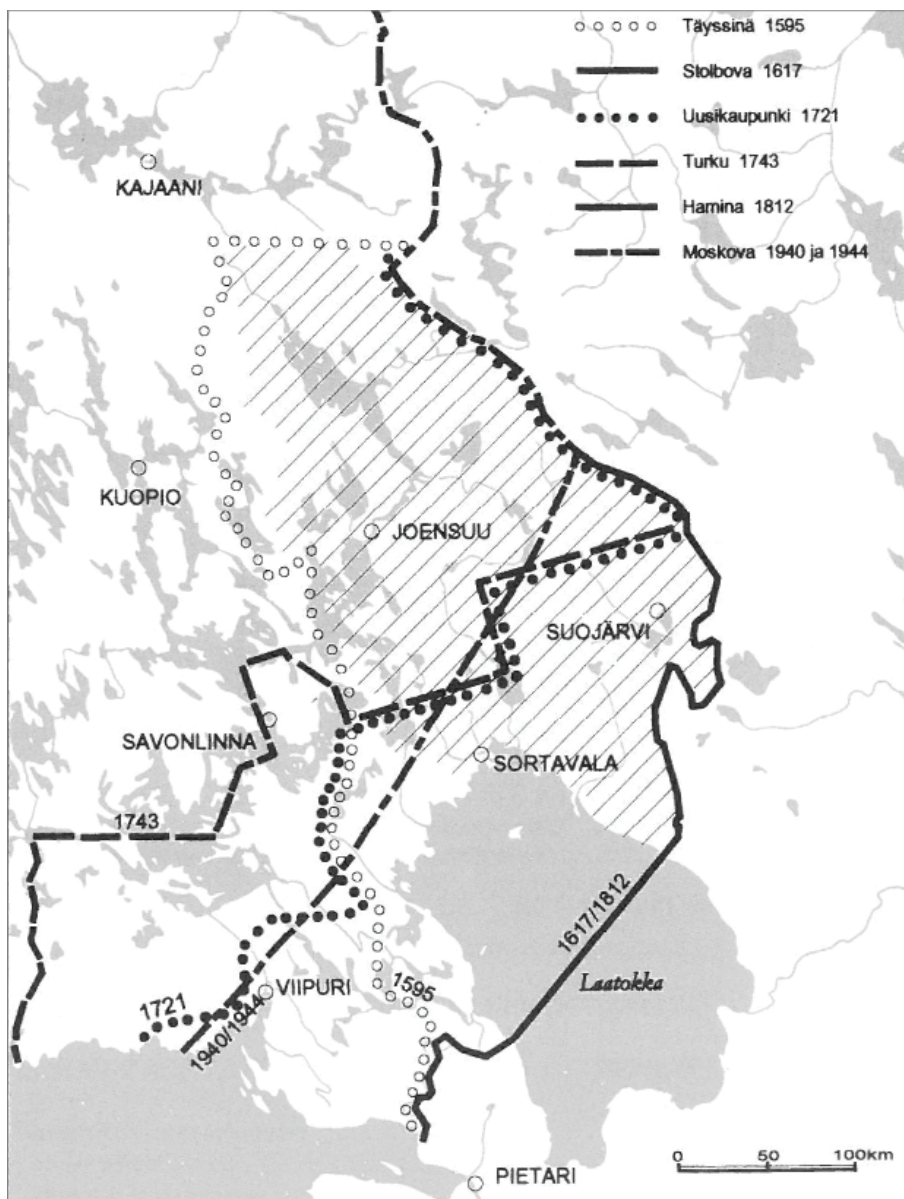 Täyssinä 1595
Stolbova 1617
Uusikaupunki 1721
Turku 1743
Hamina 1812
Moskova 1940 ja 1944
KAJAANI
KUOPIO
JOENSUU
SUOJÄRVI
SAVONLINNA
SORTAVALA
1743
1617/1812
VIIPURI
1595
Laatokka
1721
1940/1944
0 50 100km
PIETARI